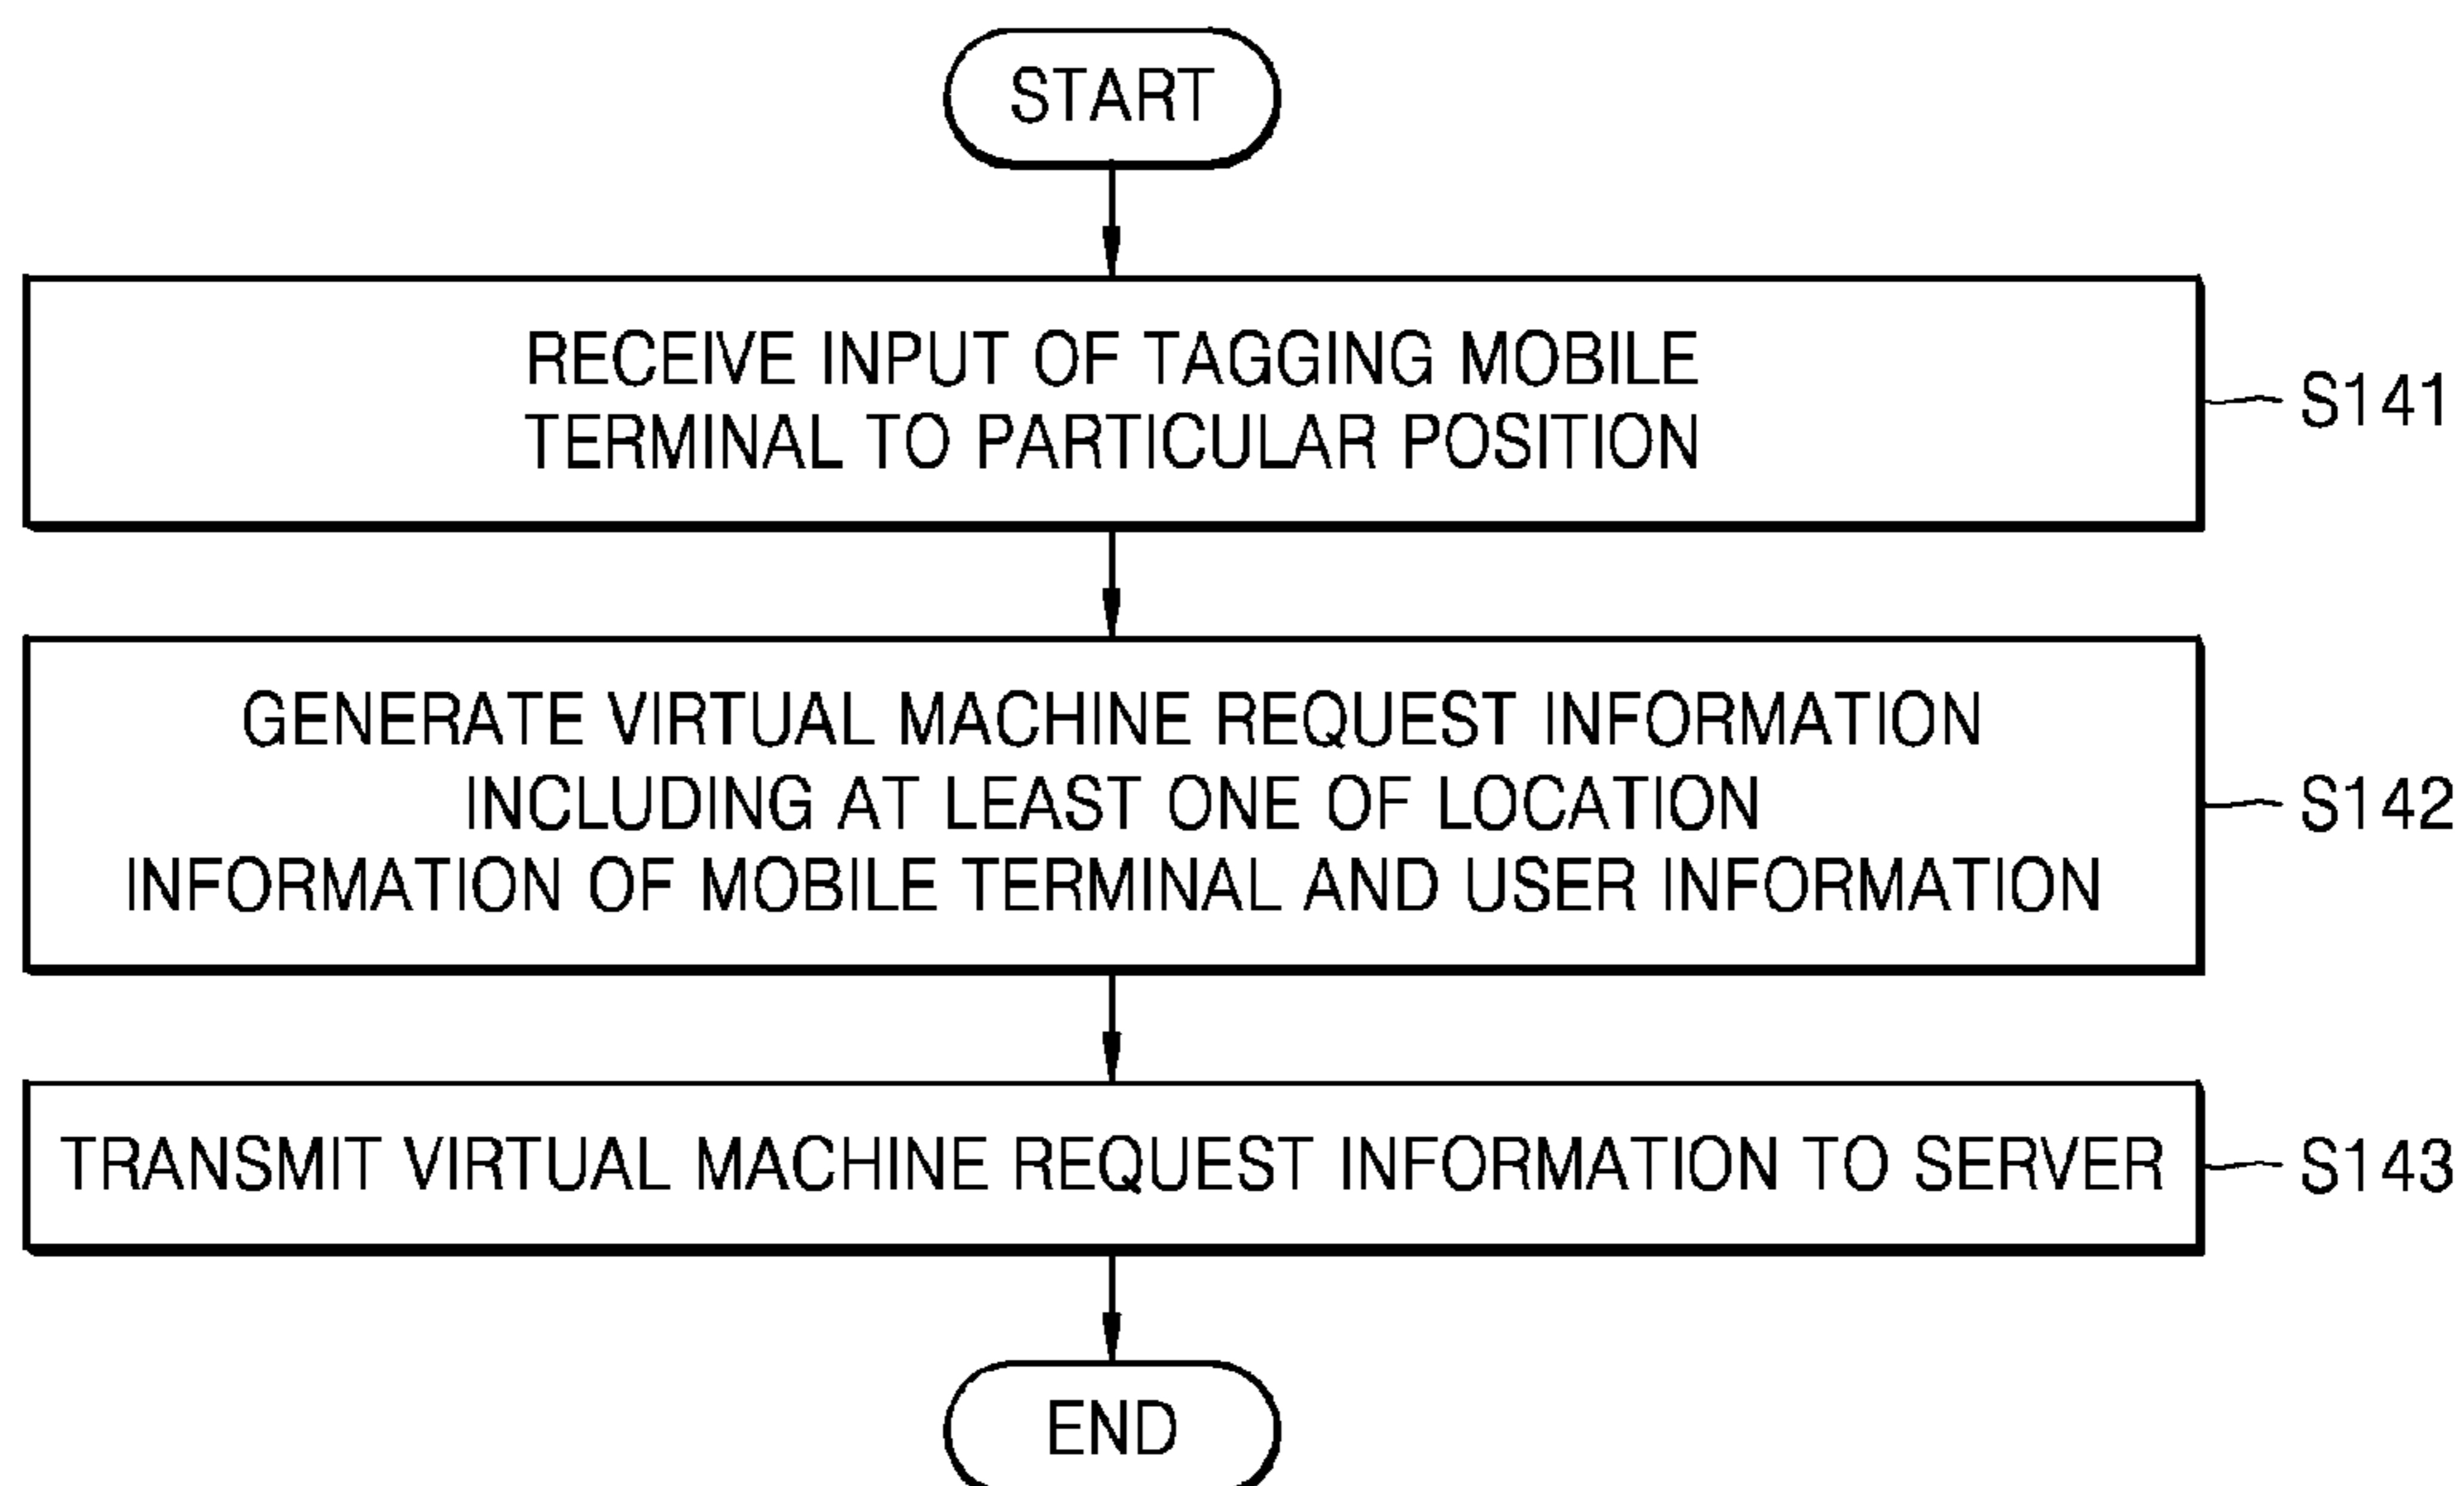 START
RECEIVE INPUT OF TAGGING MOBILE
TERMINAL TO PARTICULAR POSITION
S141
GENERATE VIRTUAL MACHINE REQUEST INFORMATION
INCLUDING AT LEAST ONE OF LOCATION
INFORMATION OF MOBILE TERMINAL AND USER INFORMATION
S142
TRANSMIT VIRTUAL MACHINE REQUEST INFORMATION TO SERVER
S143
END